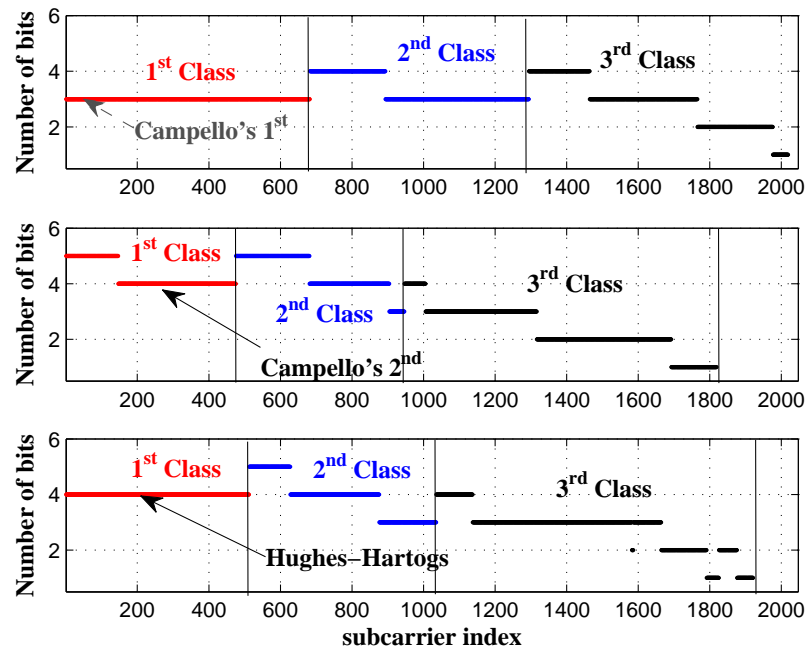 Number of bits
6
4
2
1st Class
2nd Class
3rd Class
Campello's 1st
200 400 600 800 1000 1200 1400 1600 1800 2000
Number of bits
6
4
2
1st Class
2nd Class
3rd Class
Campello's 2nd
200 400 600 800 1000 1200 1400 1600 1800 2000
Number of bits
6
4
2
1st Class
2nd Class
3rd Class
Hughes−Hartogs
200 400 600 800 1000 1200 1400 1600 1800 2000
subcarrier index